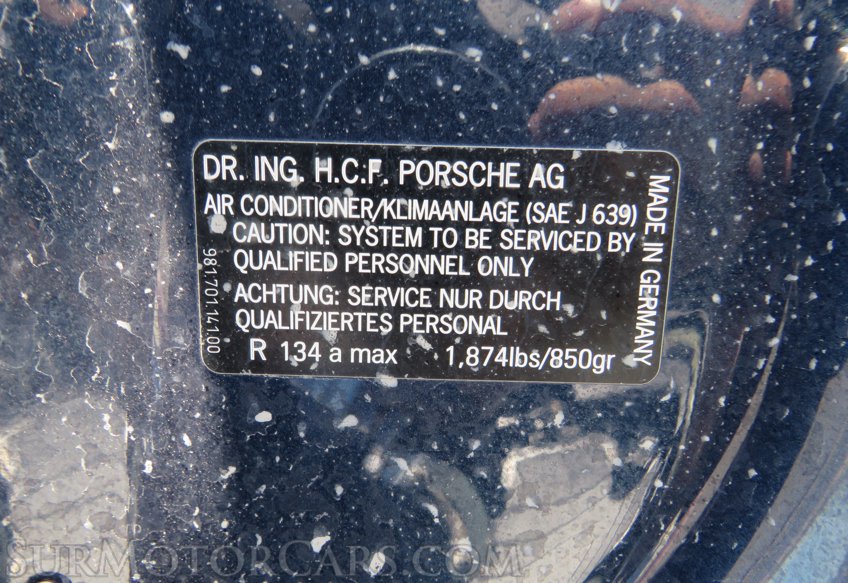 DR. ING. H.C.F. PORSCHE AG
AIR CONDITIONER/KLIMAANLAGE (SAE J 639)
CAUTION: SYSTEM TO BE SERVICED BY
QUALIFIED PERSONNEL ONLY
ACHTUNG: SERVICE NUR DURCH
QUALIFIZIERTES PERSONAL
R 134 a max 1,874lbs/850gr
MADE IN GERMANY
981.701.141.00
SurMotorCars.com